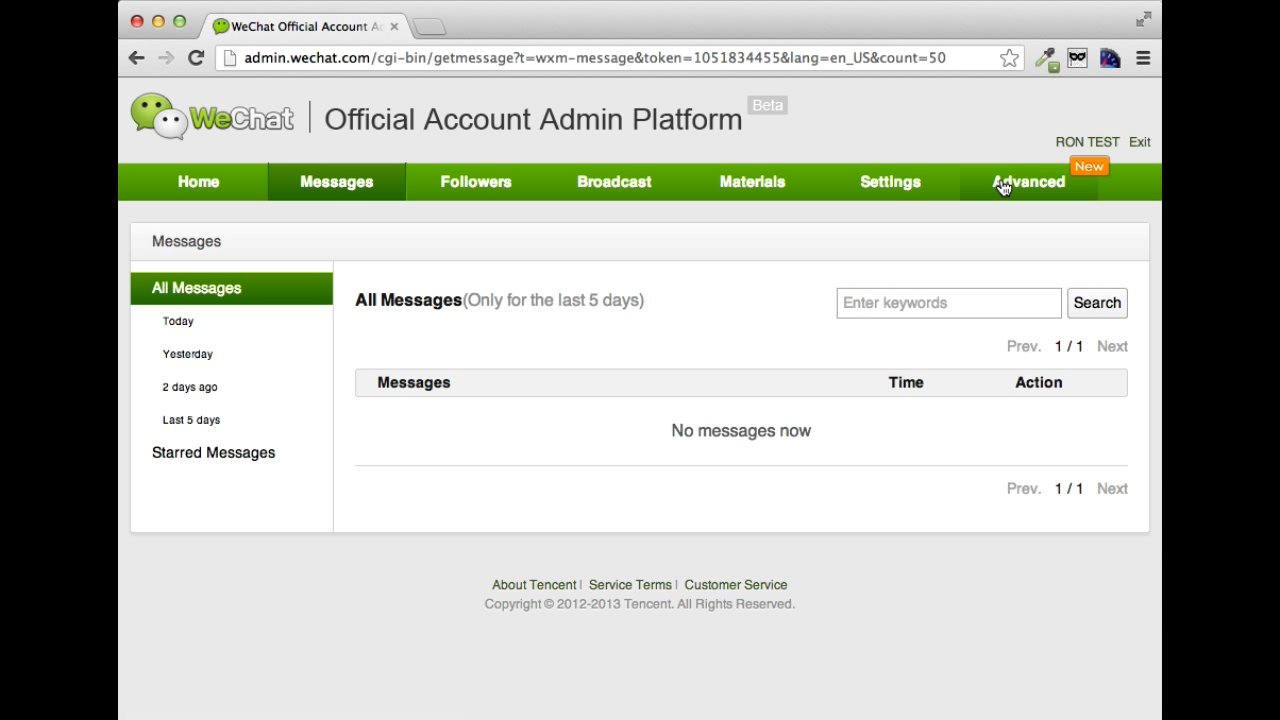 WeChat Official Account Ac
admin.wechat.com/cgi-bin/getmessage?t=wxm-message&token=1051834455&lang=en_US&count=50
WeChat | Official Account Admin Platform Beta
RON TEST Exit
New
Home Messages Followers Broadcast Materials Settings Advanced
Messages
All Messages
Today
Yesterday
2 days ago
Last 5 days
Starred Messages
All Messages(Only for the last 5 days)
Enter keywords Search
Prev. 1 / 1 Next
Messages Time Action
No messages now
Prev. 1 / 1 Next
About Tencent | Service Terms | Customer Service
Copyright © 2012-2013 Tencent. All Rights Reserved.